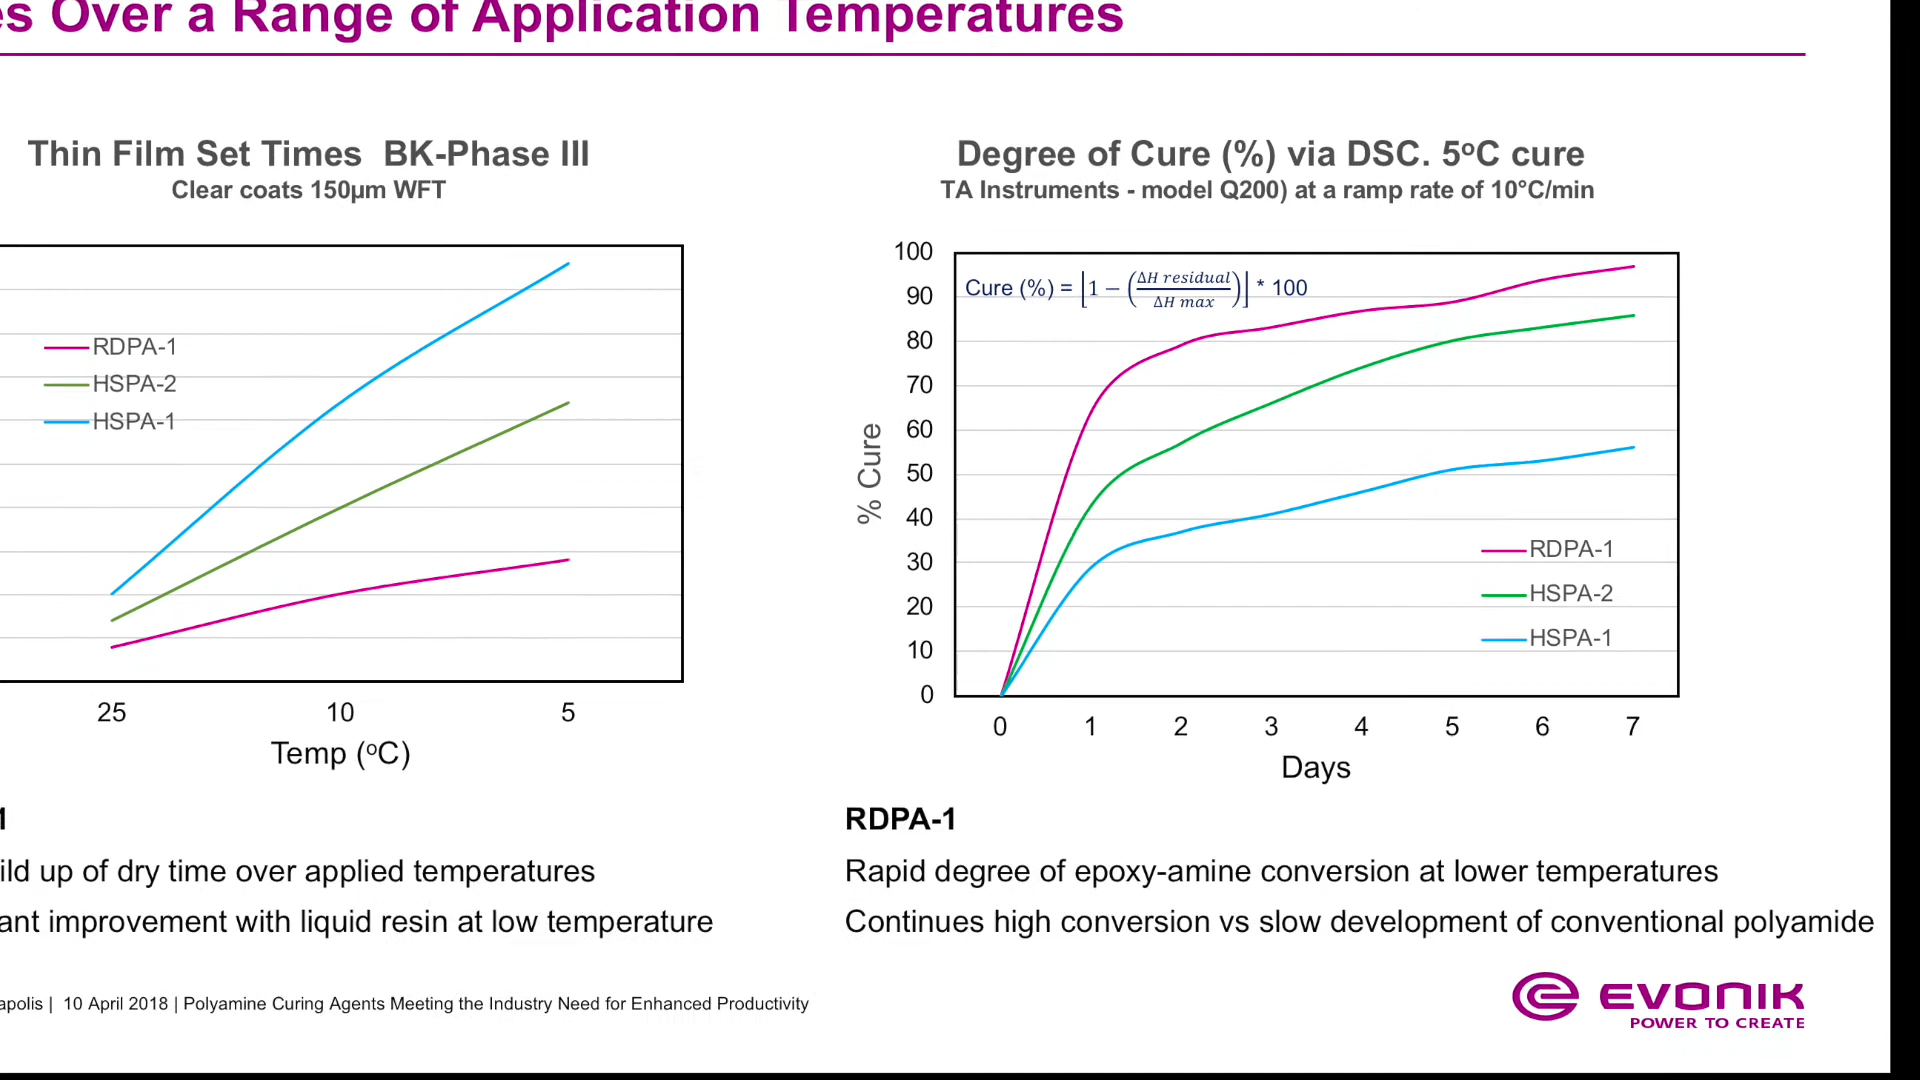 es Over a Range of Application Temperatures
Thin Film Set Times BK-Phase III
Clear coats 150µm WFT
RDPA-1
HSPA-2
HSPA-1
25 10 5
Temp (°C)
Degree of Cure (%) via DSC. 5°C cure
TA Instruments - model Q200) at a ramp rate of 10°C/min
Cure (%) = ⌊1 − (ΔH residual / ΔH max)⌋ * 100
100
90
80
70
60
50
40
30
20
10
0
% Cure
RDPA-1
HSPA-2
HSPA-1
0 1 2 3 4 5 6 7
Days
1
ild up of dry time over applied temperatures
ant improvement with liquid resin at low temperature
RDPA-1
Rapid degree of epoxy-amine conversion at lower temperatures
Continues high conversion vs slow development of conventional polyamide
apolis | 10 April 2018 | Polyamine Curing Agents Meeting the Industry Need for Enhanced Productivity
EVONIK
POWER TO CREATE